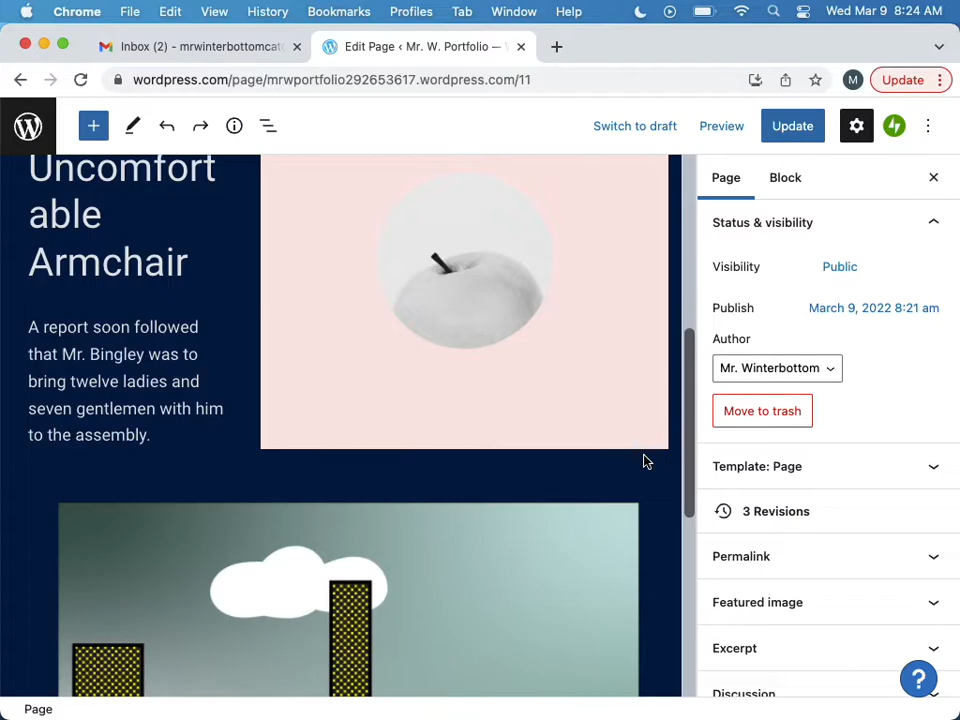 Chrome File Edit View History Bookmarks Profiles Tab Window Help Wed Mar 9 8:24 AM
Inbox (2) - mrwinterbottomcat Edit Page ‹ Mr. W. Portfolio —
wordpress.com/page/mrwportfolio292653617.wordpress.com/11 M Update
Switch to draft Preview Update
Uncomfort
able
Armchair
A report soon followed
that Mr. Bingley was to
bring twelve ladies and
seven gentlemen with him
to the assembly.
Page Block
Status & visibility
Visibility Public
Publish March 9, 2022 8:21 am
Author
Mr. Winterbottom
Move to trash
Template: Page
3 Revisions
Permalink
Featured image
Excerpt
Discussion
?
Page